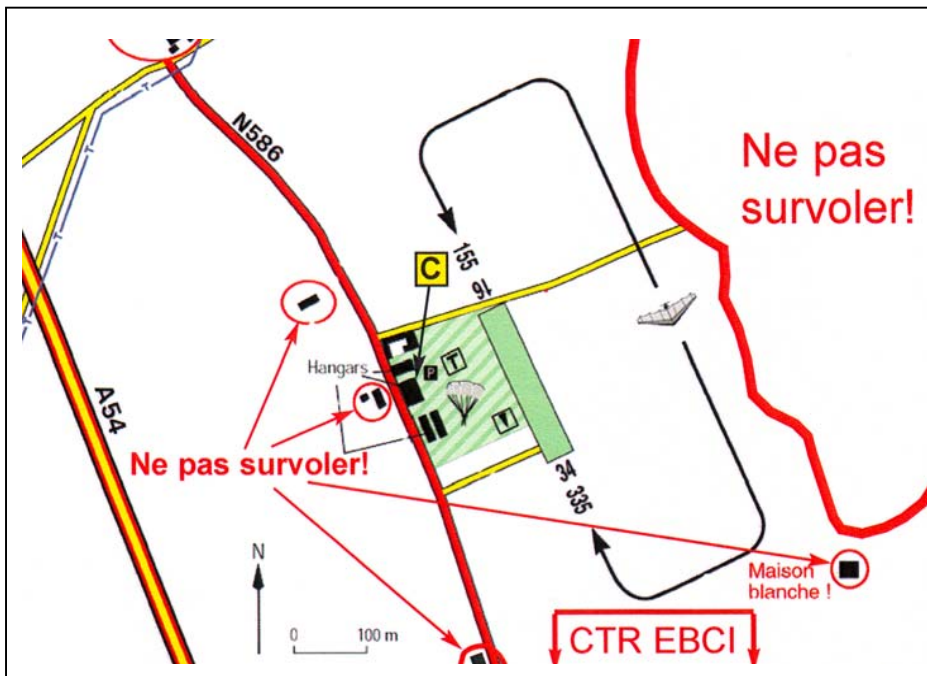 N586
Ne pas
survoler!
155
16
C
T
T
Hangars
P
T
A54
Ne pas survoler!
34
335
N
Maison
blanche !
0 100 m
CTR EBCI